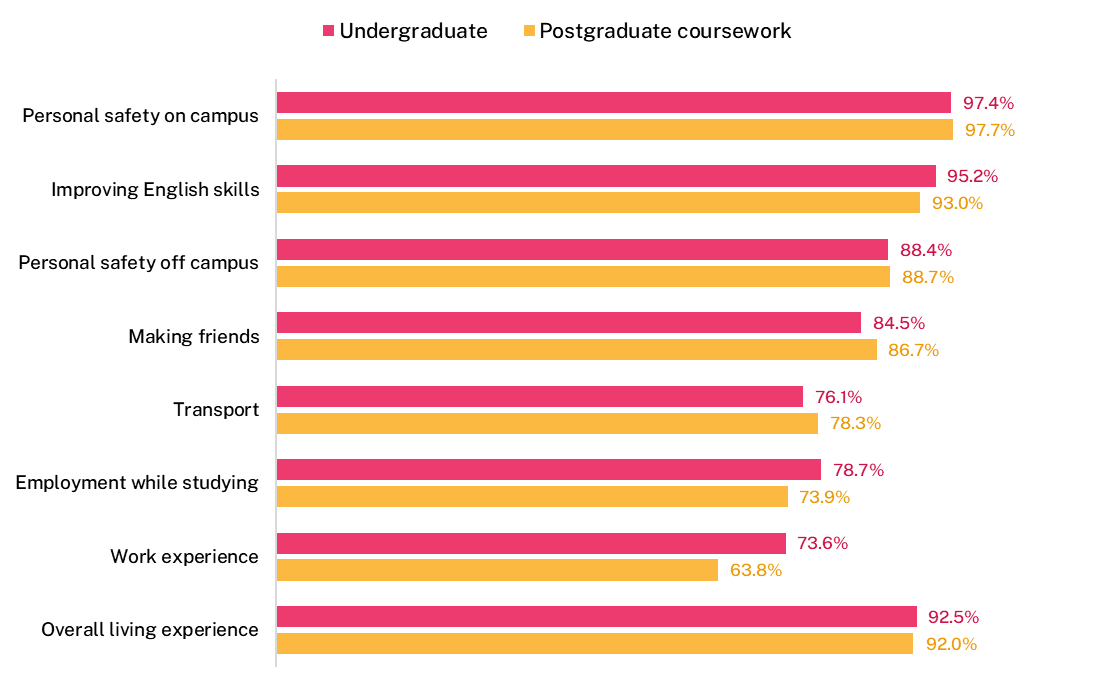 Undergraduate Postgraduate coursework
Personal safety on campus
97.4%
97.7%
Improving English skills
95.2%
93.0%
Personal safety off campus
88.4%
88.7%
Making friends
84.5%
86.7%
Transport
76.1%
78.3%
Employment while studying
78.7%
73.9%
Work experience
73.6%
63.8%
Overall living experience
92.5%
92.0%